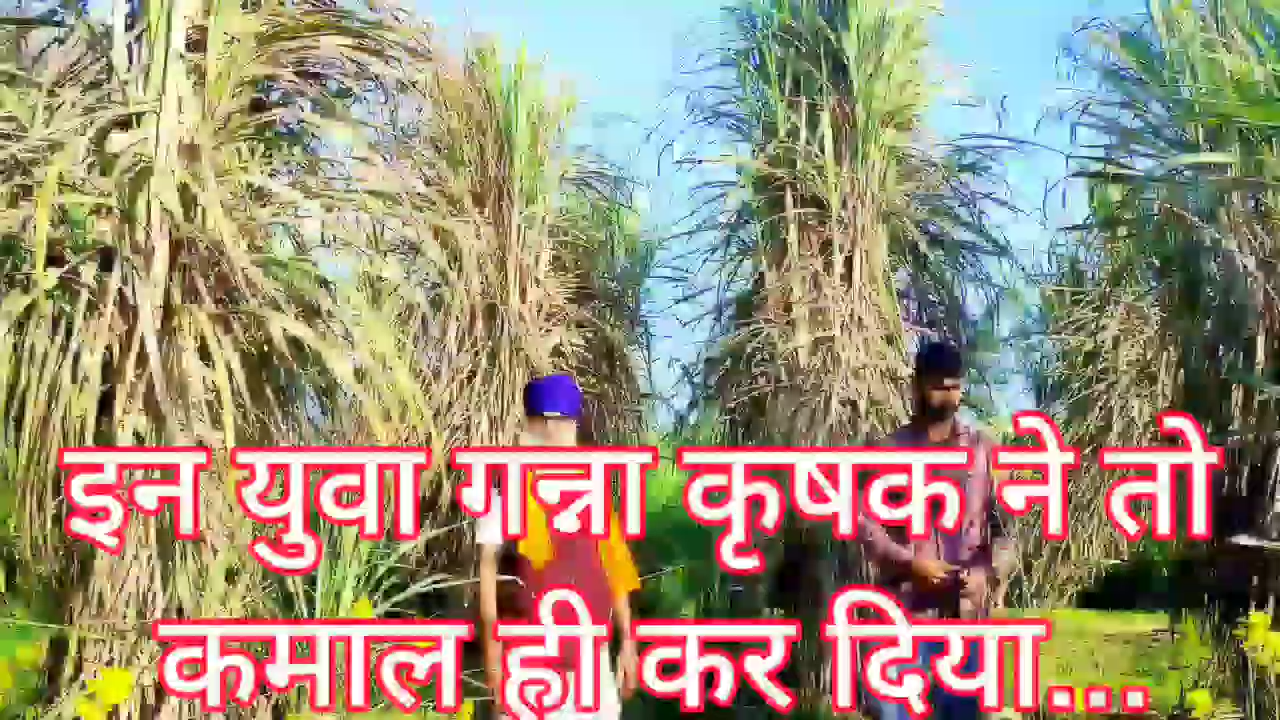 इन युवा गन्ना कृषक ने तो
कमाल ही कर दिया...